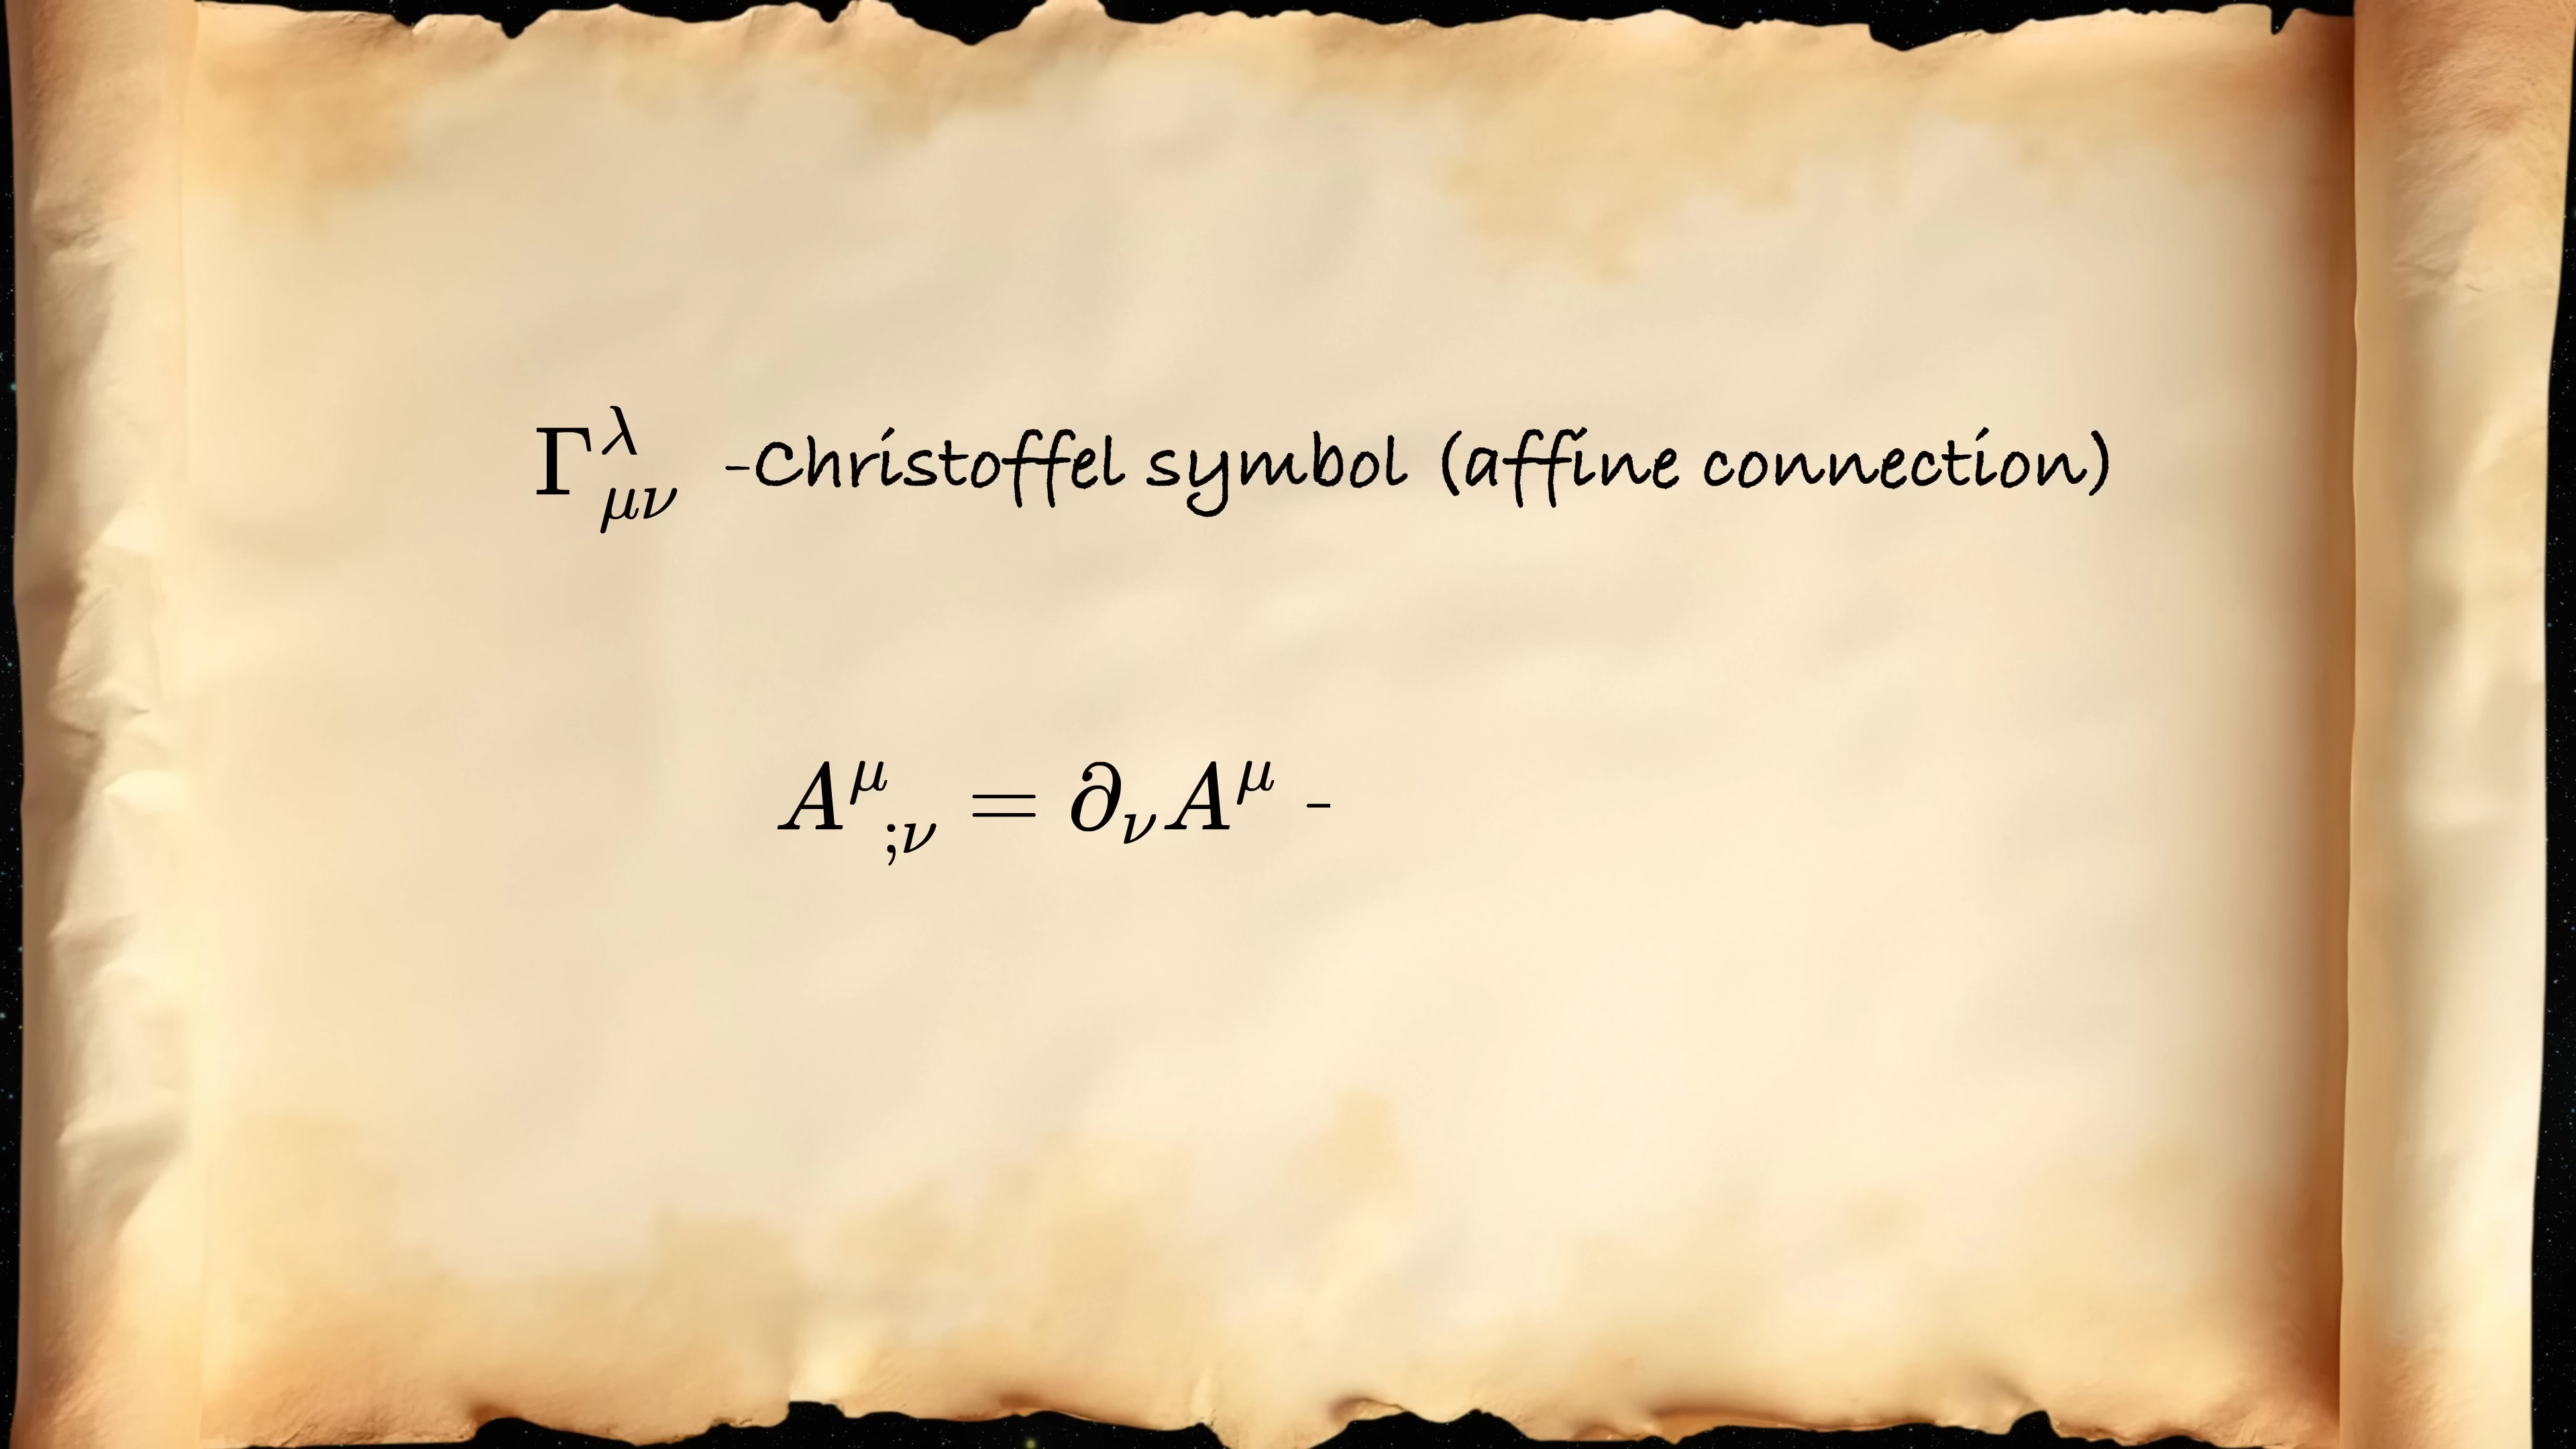 Γ^λ_μν -Christoffel symbol (affine connection)
A^μ_;ν = ∂_ν A^μ -